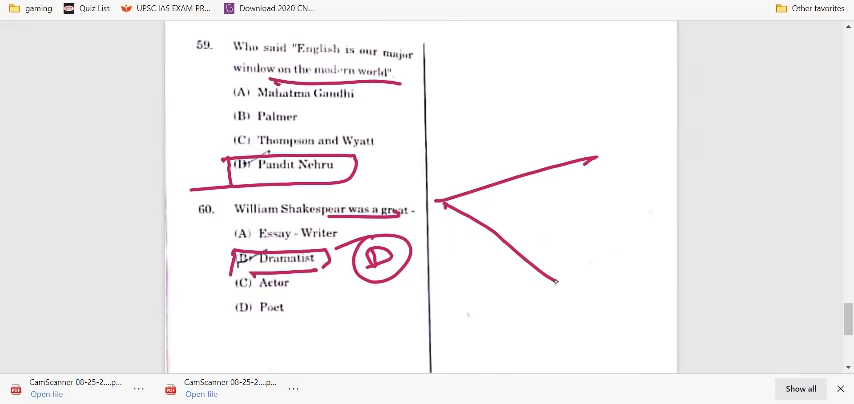 gaming
Quiz List
UPSC IAS EXAM PR...
Download 2020 CN...
Other favorites
59. Who said "English is our major
window on the modern world".
(A) Mahatma Gandhi
(B) Palmer
(C) Thompson and Wyatt
(D) Pandit Nehru
60. William Shakespear was a great -
(A) Essay - Writer
(B) Dramatist
D
(C) Actor
(D) Poet
CamScanner 08-25-2....p...
Open file
...
CamScanner 08-25-2....p...
Open file
...
Show all